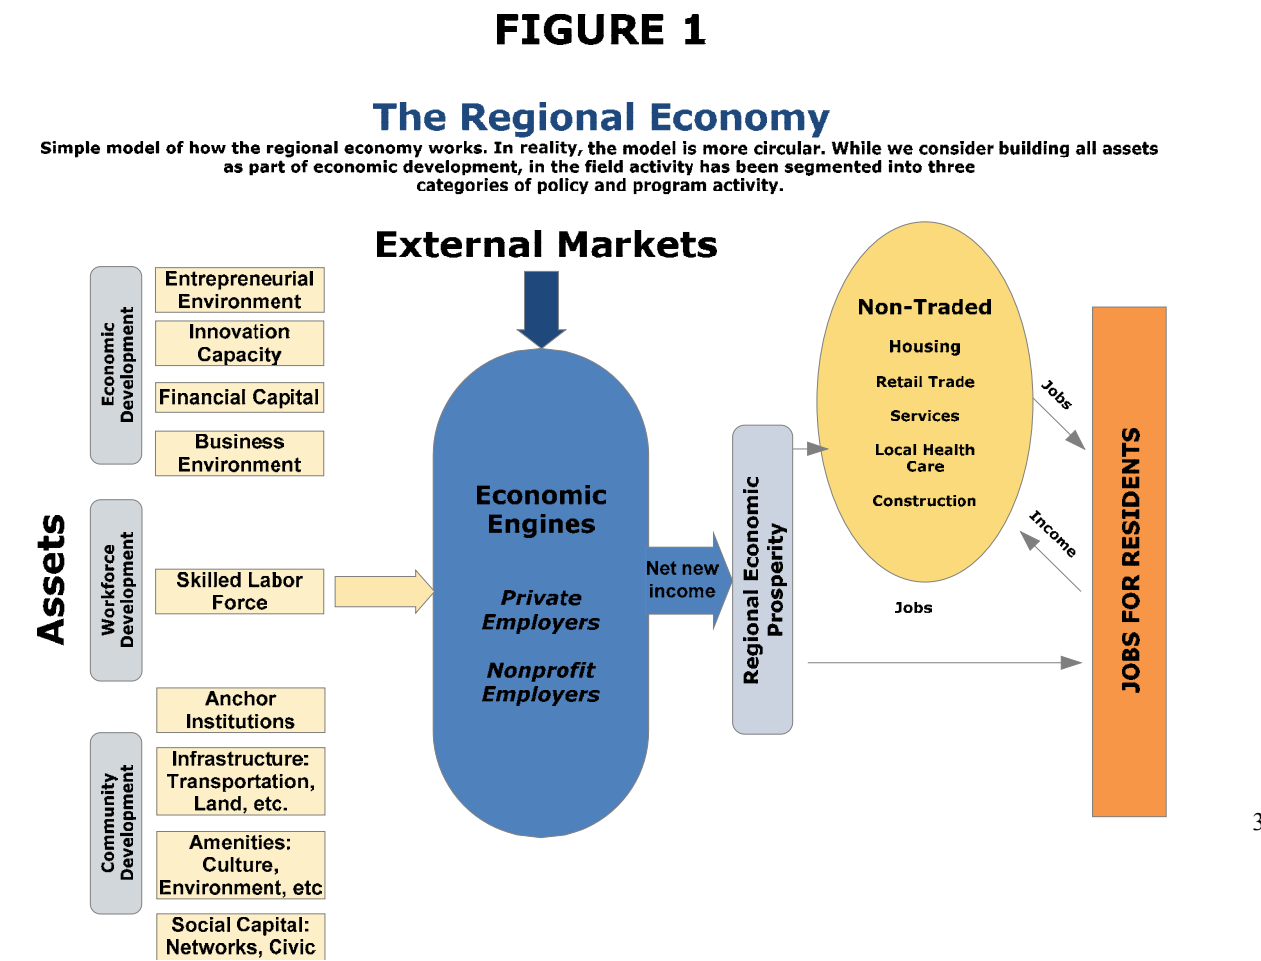 FIGURE 1
The Regional Economy
Simple model of how the regional economy works. In reality, the model is more circular. While we consider building all assets
as part of economic development, in the field activity has been segmented into three
categories of policy and program activity.
External Markets
Assets
Economic
Development
Entrepreneurial
Environment
Innovation
Capacity
Financial Capital
Business
Environment
Workforce
Development
Skilled Labor
Force
Community
Development
Anchor
Institutions
Infrastructure:
Transportation,
Land, etc.
Amenities:
Culture,
Environment, etc
Social Capital:
Networks, Civic
Economic
Engines
Private
Employers
Nonprofit
Employers
Net new
income
Regional Economic
Prosperity
Non-Traded
Housing
Retail Trade
Services
Local Health
Care
Construction
Jobs
Income
Jobs
JOBS FOR RESIDENTS
3